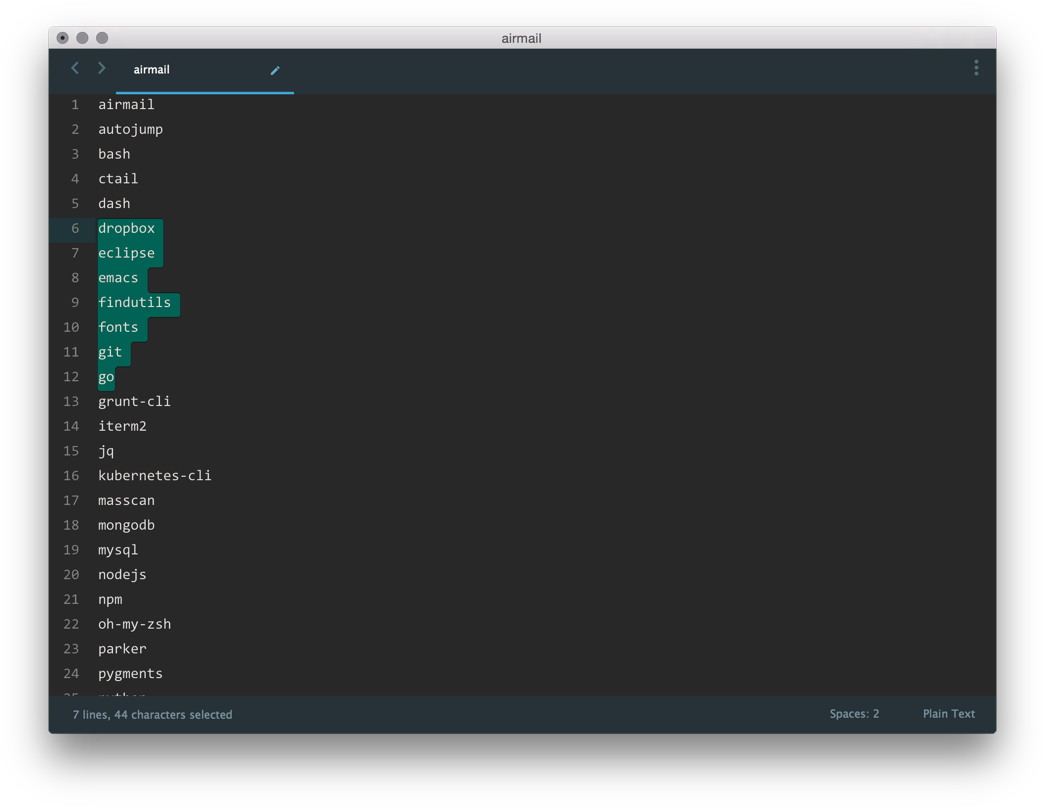 airmail
airmail
1 airmail
2 autojump
3 bash
4 ctail
5 dash
6 dropbox
7 eclipse
8 emacs
9 findutils
10 fonts
11 git
12 go
13 grunt-cli
14 iterm2
15 jq
16 kubernetes-cli
17 masscan
18 mongodb
19 mysql
20 nodejs
21 npm
22 oh-my-zsh
23 parker
24 pygments
7 lines, 44 characters selected Spaces: 2 Plain Text